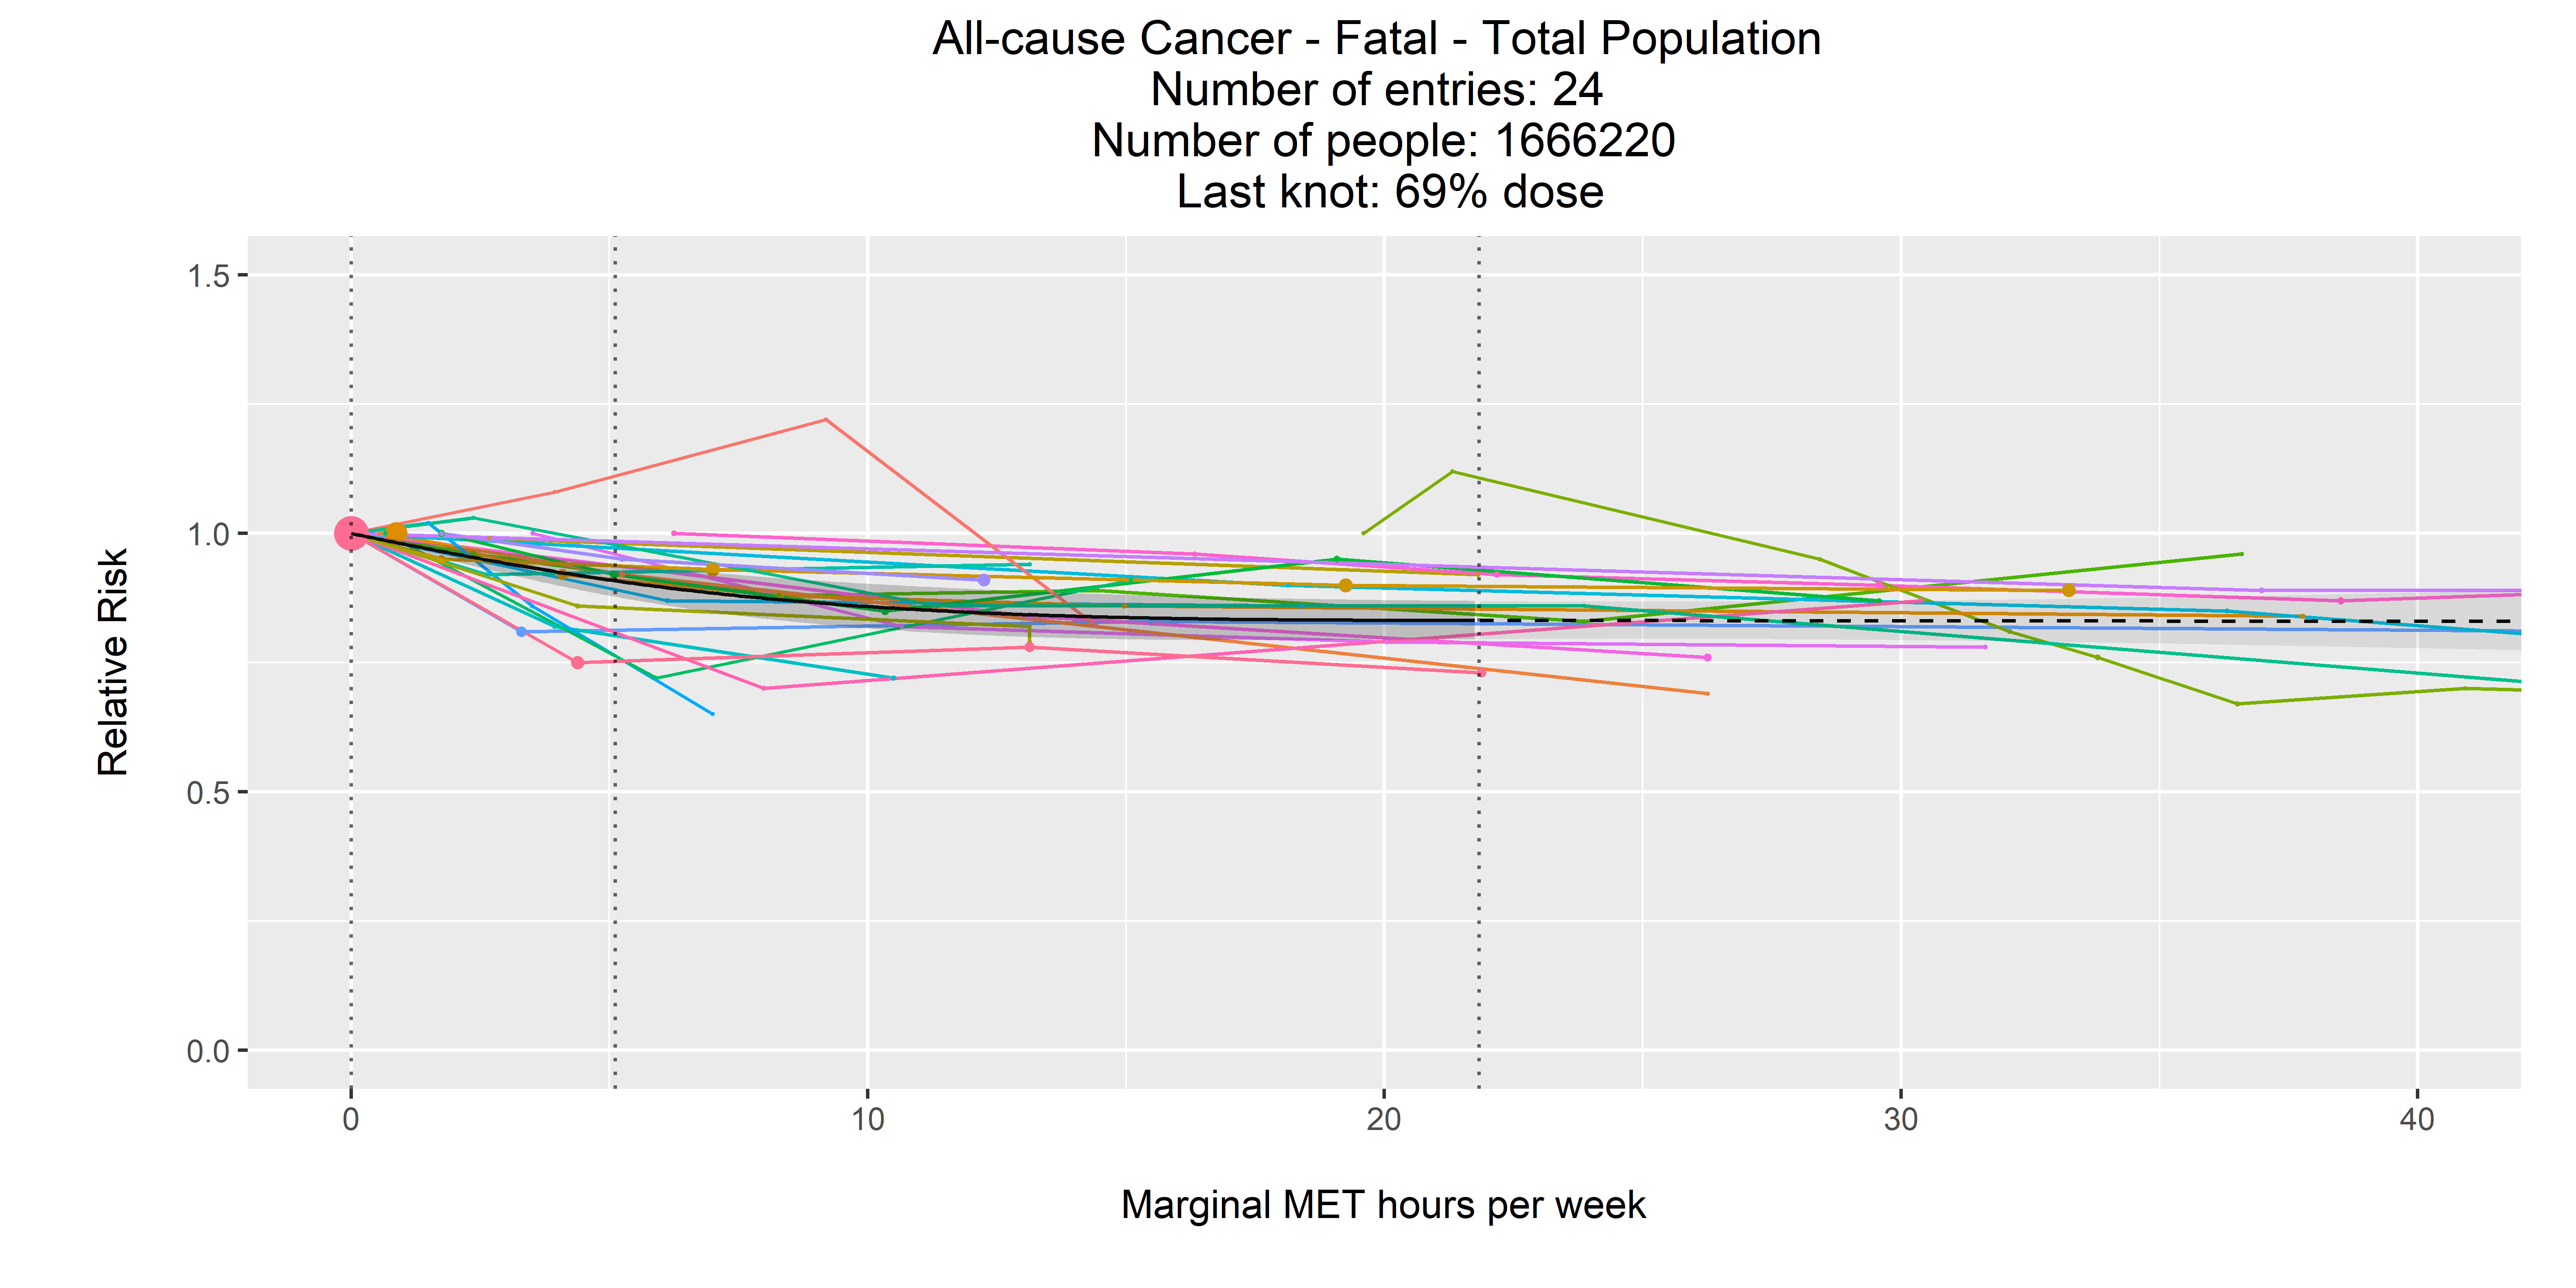 All-cause Cancer - Fatal - Total Population
Number of entries: 24
Number of people: 1666220
Last knot: 69% dose
1.5
1.0
0.5
0.0
Relative Risk
0
10
20
30
40
Marginal MET hours per week